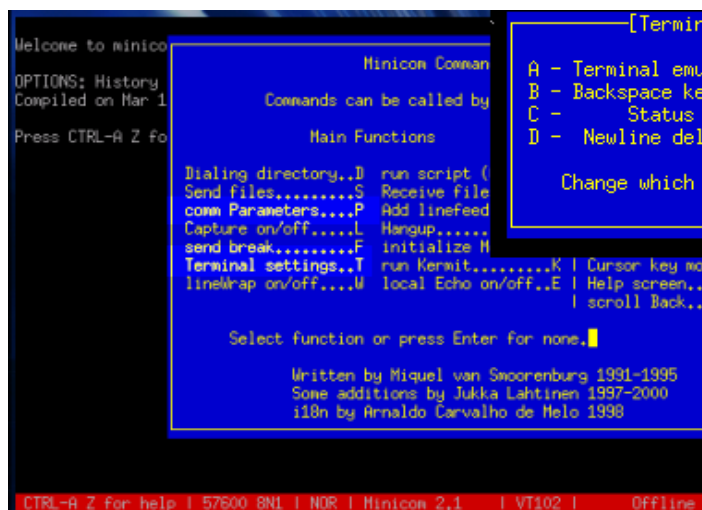 Welcome to minico
OPTIONS: History
Compiled on Mar 1
Press CTRL-A Z fo
Minicom Comman
Commands can be called by
Main Functions
Dialing directory..D run script (
Send files.........S Receive file
comm Parameters....P Add linefeed
Capture on/off.....L Hangup......
send break.........F initialize M
Terminal settings..T run Kermit.........K | Cursor key mo
lineWrap on/off....W local Echo on/off..E | Help screen..
| scroll Back..
Select function or press Enter for none.
Written by Miquel van Smoorenburg 1991-1995
Some additions by Jukka Lahtinen 1997-2000
i18n by Arnaldo Carvalho de Melo 1998
[Termin
A - Terminal emu
B - Backspace ke
C - Status
D - Newline del
Change which
CTRL-A Z for help | 57600 8N1 | NOR | Minicom 2.1 | VT102 | Offline